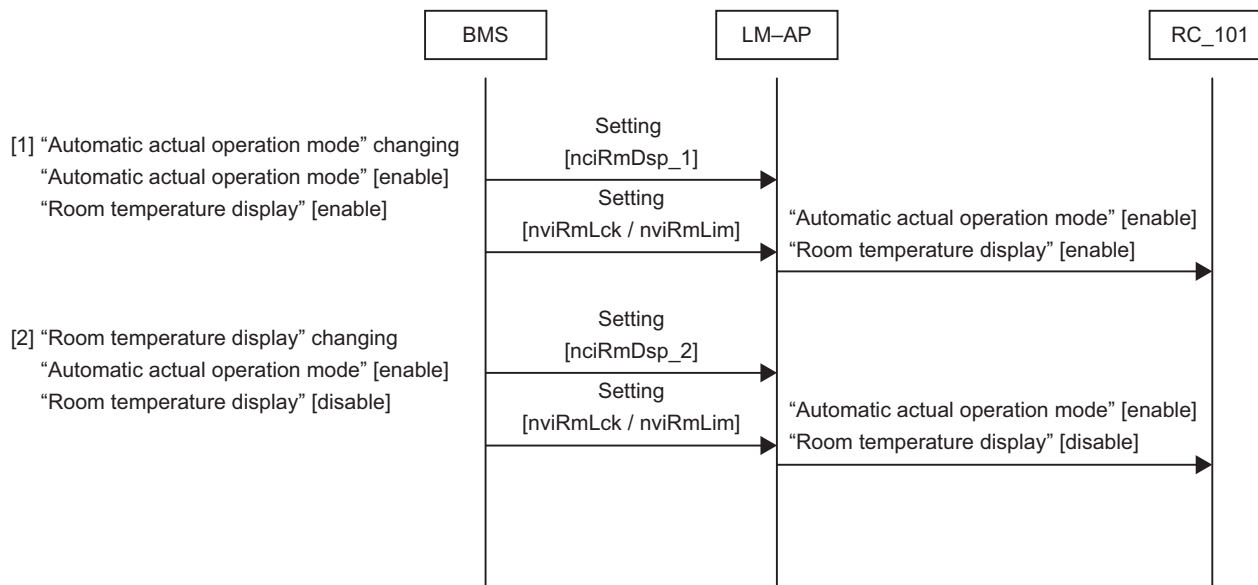 BMS
LM–AP
RC_101
[1] “Automatic actual operation mode” changing
“Automatic actual operation mode” [enable]
“Room temperature display” [enable]
Setting
[nciRmDsp_1]
Setting
[nviRmLck / nviRmLim]
“Automatic actual operation mode” [enable]
“Room temperature display” [enable]
[2] “Room temperature display” changing
“Automatic actual operation mode” [enable]
“Room temperature display” [disable]
Setting
[nciRmDsp_2]
Setting
[nviRmLck / nviRmLim]
“Automatic actual operation mode” [enable]
“Room temperature display” [disable]